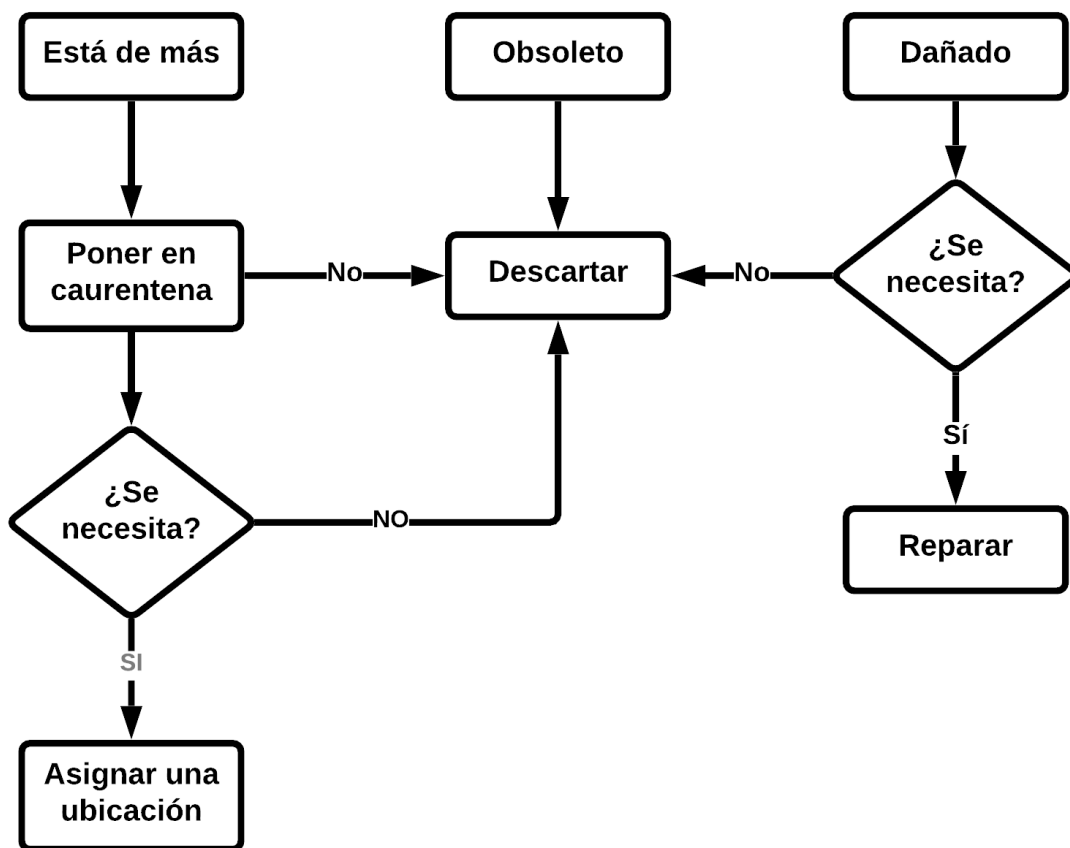 Está de más
Obsoleto
Dañado
Poner en
caurentena
No
Descartar
No
¿Se
necesita?
¿Se
necesita?
NO
Sí
Reparar
SI
Asignar una
ubicación